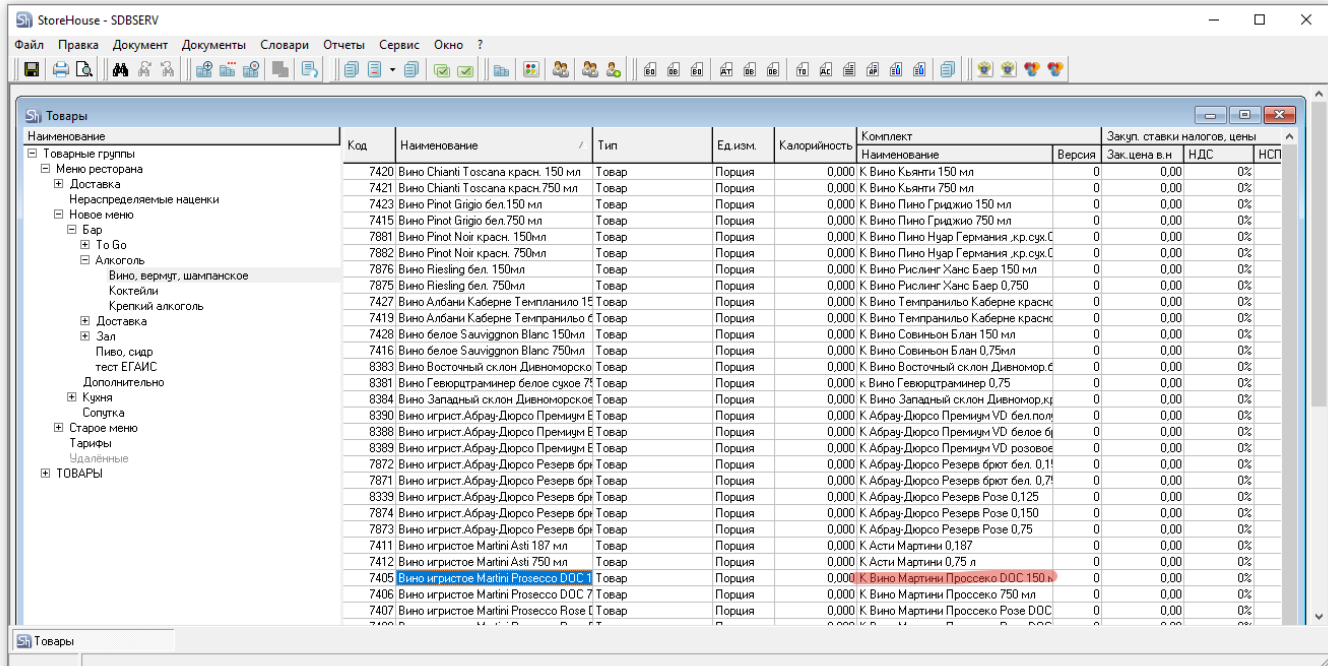 StoreHouse - SDBSERV
Файл Правка Документ Документы Словари Отчеты Сервис Окно ?
Товары
Наименование
Товарные группы
Меню ресторана
Доставка
Нераспределяемые наценки
Новое меню
Бар
To Go
Алкоголь
Вино, вермут, шампанское
Коктейли
Крепкий алкоголь
Доставка
Зал
Пиво, сидр
тест ЕГАИС
Дополнительно
Кухня
Сопутка
Старое меню
Тарифы
Удалённые
ТОВАРЫ
Код Наименование Тип Ед.изм. Калорийность Комплект Закуп. ставки налогов, цены
Наименование Версия Зак.цена в.н НДС НСП
7420 Вино Chianti Toscana красн. 150 мл Товар Порция 0,000 К Вино Кьянти 150 мл 0 0,00 0%
7421 Вино Chianti Toscana красн.750 мл Товар Порция 0,000 К Вино Кьянти 750 мл 0 0,00 0%
7423 Вино Pinot Grigio бел.150 мл Товар Порция 0,000 К Вино Пино Гриджио 150 мл 0 0,00 0%
7415 Вино Pinot Grigio бел.750 мл Товар Порция 0,000 К Вино Пино Гриджио 750 мл 0 0,00 0%
7881 Вино Pinot Noir красн. 150мл Товар Порция 0,000 К Вино Пино Нуар Германия ,кр.сух.0 0 0,00 0%
7882 Вино Pinot Noir красн. 750мл Товар Порция 0,000 К Вино Пино Нуар Германия ,кр.сух.0 0 0,00 0%
7876 Вино Riesling бел. 150мл Товар Порция 0,000 К Вино Рислинг Ханс Баер 150 мл 0 0,00 0%
7875 Вино Riesling бел. 750мл Товар Порция 0,000 К Вино Рислинг Ханс Баер 0,750 0 0,00 0%
7427 Вино Албани Каберне Темпланило 15 Товар Порция 0,000 К Вино Темпранильо Каберне красно 0 0,00 0%
7419 Вино Албани Каберне Темпранильо Товар Порция 0,000 К Вино Темпранильо Каберне красно 0 0,00 0%
7428 Вино белое Sauviggnon Blanc 150мл Товар Порция 0,000 К Вино Совиньон Блан 150 мл 0 0,00 0%
7416 Вино белое Sauviggnon Blanc 750мл Товар Порция 0,000 К Вино Совиньон Блан 0,75мл 0 0,00 0%
8383 Вино Восточный склон Дивноморско Товар Порция 0,000 К Вино Восточный склон Дивномор.б 0 0,00 0%
8381 Вино Гевюрцтраминер белое сухое 75 Товар Порция 0,000 к Вино Гевюрцтраминер 0,75 0 0,00 0%
8384 Вино Западный склон Дивноморское Товар Порция 0,000 К Вино Западный склон Дивномор,кр 0 0,00 0%
8390 Вино игрист.Абрау-Дюрсо Премиум Товар Порция 0,000 К Абрау-Дюрсо Премиум VD бел.пол 0 0,00 0%
8388 Вино игрист.Абрау-Дюрсо Премиум Товар Порция 0,000 К Абрау-Дюрсо Премиум VD белое 0 0,00 0%
8389 Вино игрист.Абрау-Дюрсо Премиум Товар Порция 0,000 К Абрау-Дюрсо Премиум VD розовое 0 0,00 0%
7872 Вино игрист.Абрау-Дюрсо Резерв бр Товар Порция 0,000 К Абрау-Дюрсо Резерв брют бел. 0,1 0 0,00 0%
7871 Вино игрист.Абрау-Дюрсо Резерв бр Товар Порция 0,000 К Абрау-Дюрсо Резерв брют бел. 0,7 0 0,00 0%
8339 Вино игрист.Абрау-Дюрсо Резерв бр Товар Порция 0,000 К Абрау-Дюрсо Резерв Розе 0,125 0 0,00 0%
7874 Вино игрист.Абрау-Дюрсо Резерв бр Товар Порция 0,000 К Абрау-Дюрсо Резерв Розе 0,150 0 0,00 0%
7873 Вино игрист.Абрау-Дюрсо Резерв бр Товар Порция 0,000 К Абрау-Дюрсо Резерв Розе 0,75 0 0,00 0%
7411 Вино игристое Martini Asti 187 мл Товар Порция 0,000 К Асти Мартини 0,187 0 0,00 0%
7412 Вино игристое Martini Asti 750 мл Товар Порция 0,000 К Асти Мартини 0,75 л 0 0,00 0%
7405 Вино игристое Martini Prosecco DOC 1 Товар Порция 0,000 К Вино Мартини Проссеко DOC 150 м 0 0,00 0%
7406 Вино игристое Martini Prosecco DOC 7 Товар Порция 0,000 К Вино Мартини Проссеко 750 мл 0 0,00 0%
7407 Вино игристое Martini Prosecco Rose D Товар Порция 0,000 К Вино Мартини Проссеко Розе DOC 0 0,00 0%
Товары